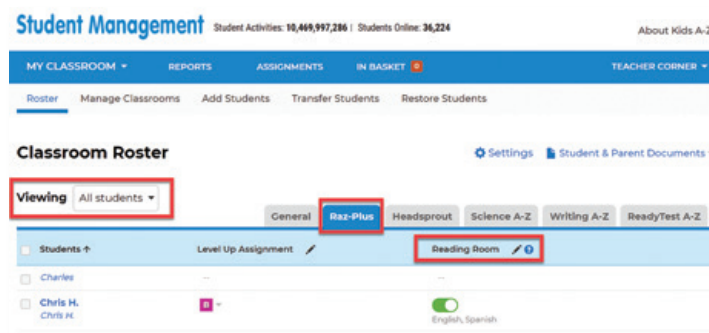 Student Management Student Activities: 10,469,997,286 | Students Online: 36,224 About Kids A-Z
MY CLASSROOM REPORTS ASSIGNMENTS IN BASKET 0 TEACHER CORNER
Roster Manage Classrooms Add Students Transfer Students Restore Students
Classroom Roster Settings Student & Parent Documents
Viewing All students
General Raz-Plus Headsprout Science A-Z Writing A-Z ReadyTest A-Z
Students ↑ Level Up Assignment Reading Room ?
Charles -- --
Chris H. B
Chris H. English, Spanish